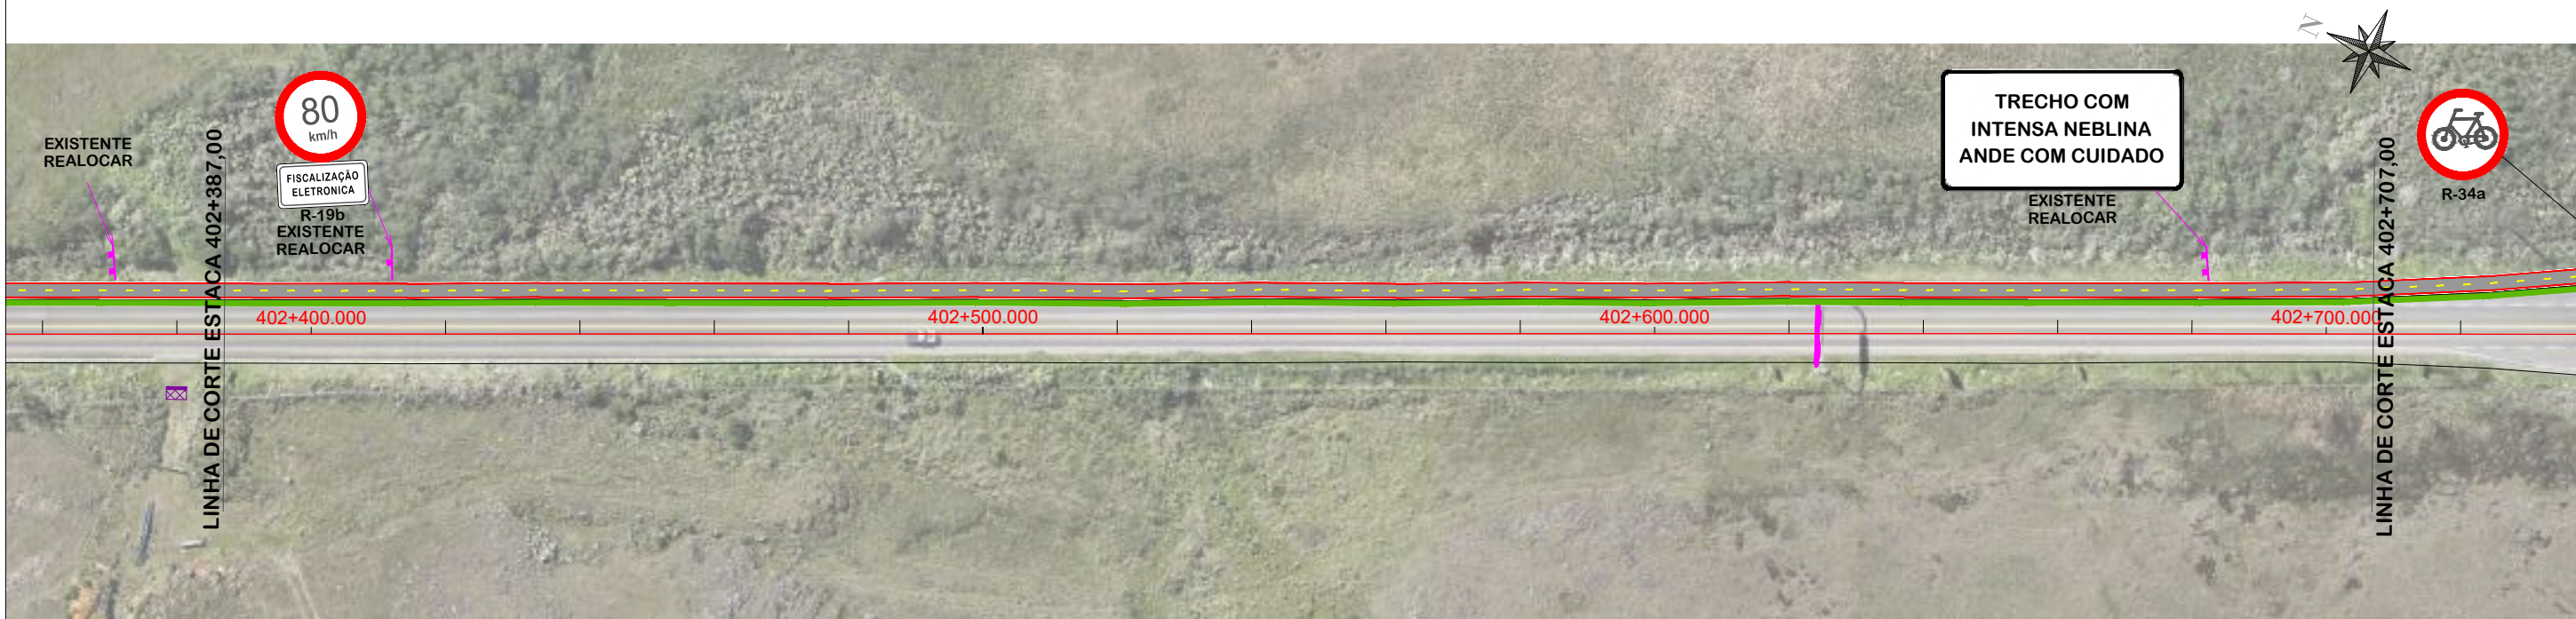 N
EXISTENTE
REALOCAR
LINHA DE CORTE ESTACA 402+387,00
80
km/h
FISCALIZAÇÃO
ELETRONICA
R-19b
EXISTENTE
REALOCAR
TRECHO COM
INTENSA NEBLINA
ANDE COM CUIDADO
EXISTENTE
REALOCAR
LINHA DE CORTE ESTACA 402+707,00
R-34a
402+400.000
402+500.000
402+600.000
402+700.000